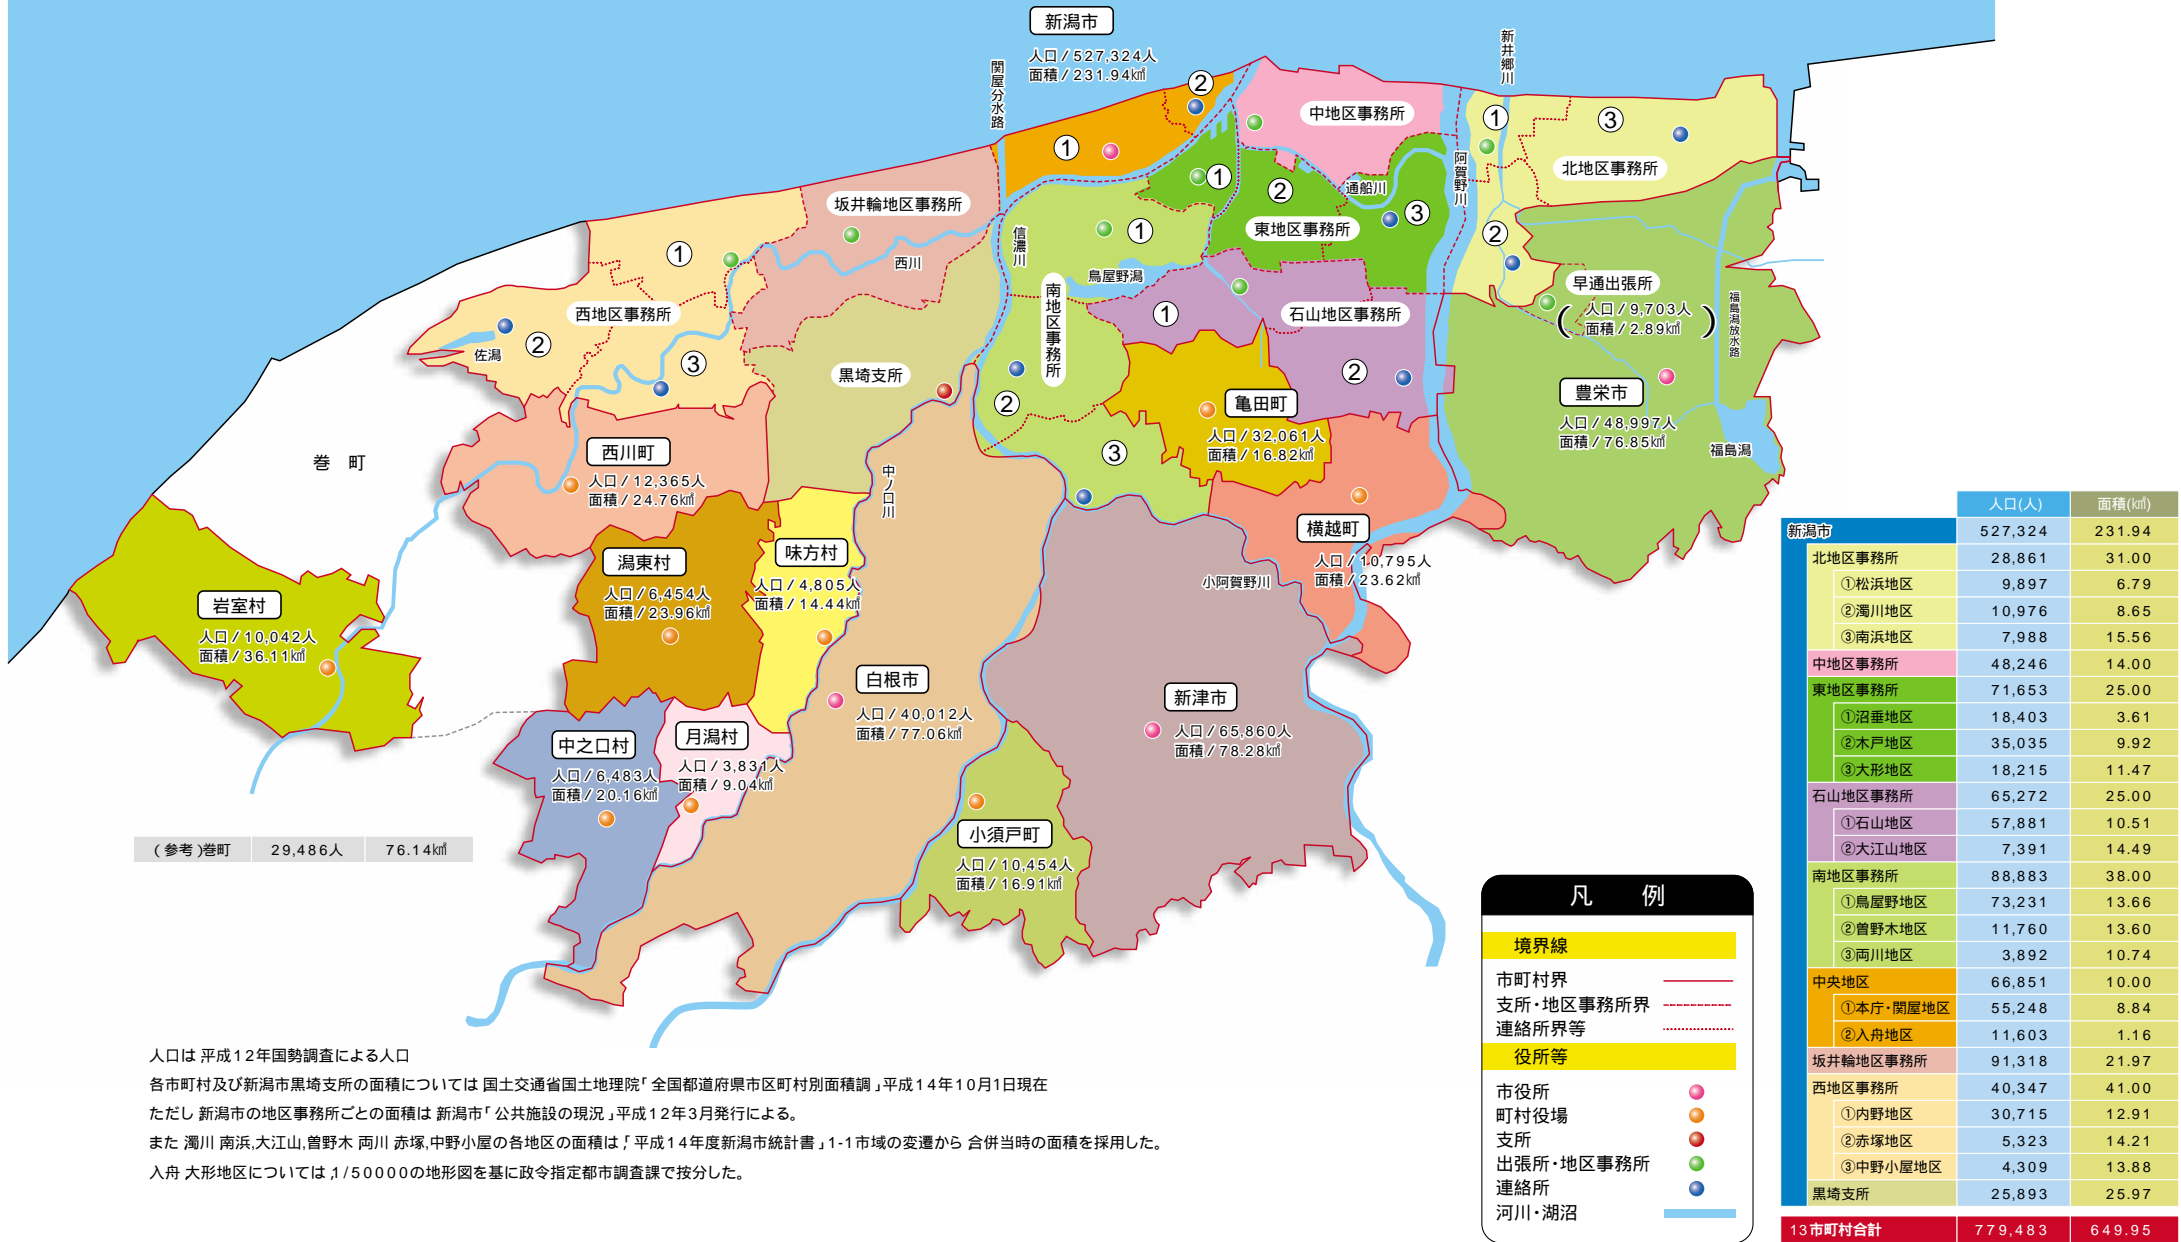 新潟市
人口/527,324人
面積/231.94㎢
関屋分水路
新井郷川
②
①
中地区事務所
①
③
北地区事務所
阿賀野川
通船川
①
②
③
東地区事務所
②
坂井輪地区事務所
西川
信濃川
①
鳥屋野潟
南地区事務所
①
西地区事務所
②
佐潟
③
黒埼支所
①
石山地区事務所
②
早通出張所
(人口/9,703人
面積/2.89㎢)
福島潟放水路
豊栄市
人口/48,997人
面積/76.85㎢
福島潟
②
③
亀田町
人口/32,061人
面積/16.82㎢
巻 町
西川町
人口/12,365人
面積/24.76㎢
中ノ口川
横越町
人口/10,795人
面積/23.62㎢
小阿賀野川
潟東村
人口/6,454人
面積/23.96㎢
味方村
人口/4,805人
面積/14.44㎢
岩室村
人口/10,042人
面積/36.11㎢
白根市
人口/40,012人
面積/77.06㎢
新津市
人口/65,860人
面積/78.28㎢
中之口村
人口/6,483人
面積/20.16㎢
月潟村
人口/3,831人
面積/9.04㎢
小須戸町
人口/10,454人
面積/16.91㎢
(参考)巻町 29,486人 76.14㎢
人口は,平成12年国勢調査による人口
各市町村及び新潟市黒埼支所の面積については,国土交通省国土地理院「全国都道府県市区町村別面積調」平成14年10月1日現在
ただし,新潟市の地区事務所ごとの面積は,新潟市「公共施設の現況」平成12年3月発行による。
また,濁川,南浜,大江山,曽野木,両川,赤塚,中野小屋の各地区の面積は,「平成14年度新潟市統計書」1-1市域の変遷から,合併当時の面積を採用した。
入舟,大形地区については,1/50000の地形図を基に政令指定都市調査課で按分した。
凡 例
境界線
市町村界
支所・地区事務所界
連絡所界等
役所等
市役所
町村役場
支所
出張所・地区事務所
連絡所
河川・湖沼
人口(人) 面積(㎢)
新潟市 527,324 231.94
北地区事務所 28,861 31.00
①松浜地区 9,897 6.79
②濁川地区 10,976 8.65
③南浜地区 7,988 15.56
中地区事務所 48,246 14.00
東地区事務所 71,653 25.00
①沼垂地区 18,403 3.61
②木戸地区 35,035 9.92
③大形地区 18,215 11.47
石山地区事務所 65,272 25.00
①石山地区 57,881 10.51
②大江山地区 7,391 14.49
南地区事務所 88,883 38.00
①鳥屋野地区 73,231 13.66
②曽野木地区 11,760 13.60
③両川地区 3,892 10.74
中央地区 66,851 10.00
①本庁・関屋地区 55,248 8.84
②入舟地区 11,603 1.16
坂井輪地区事務所 91,318 21.97
西地区事務所 40,347 41.00
①内野地区 30,715 12.91
②赤塚地区 5,323 14.21
③中野小屋地区 4,309 13.88
黒埼支所 25,893 25.97
13市町村合計 779,483 649.95